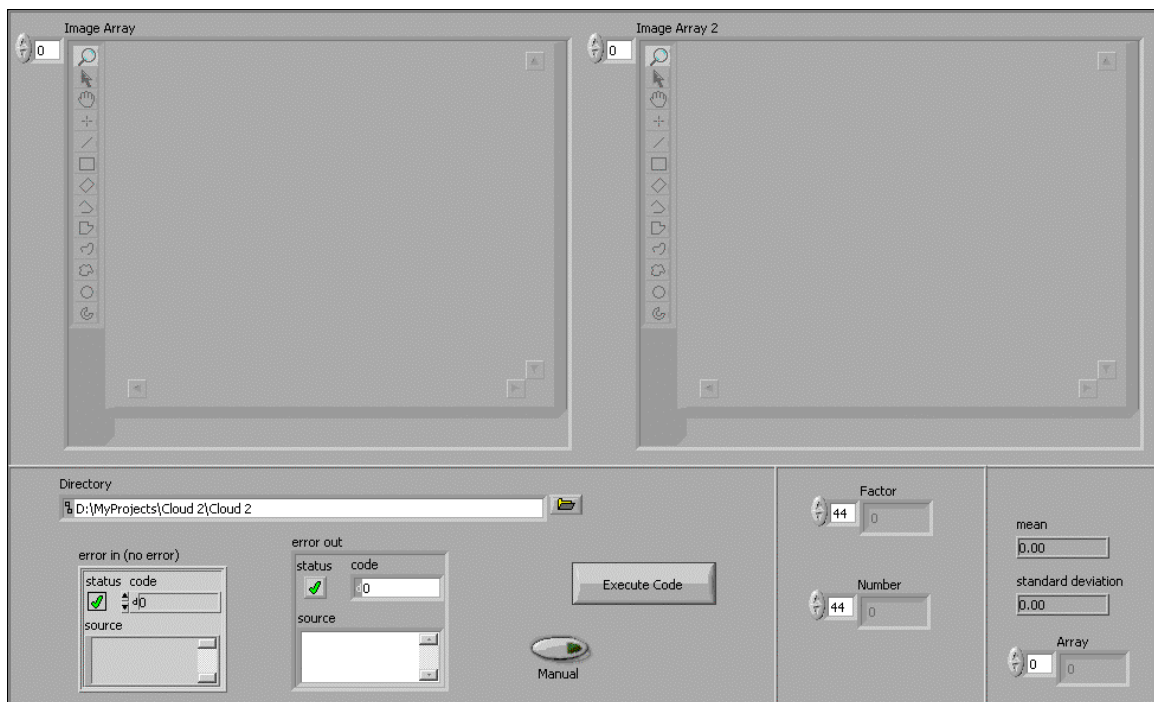 Image Array
0
Image Array 2
0
Directory
D:\MyProjects\Cloud 2\Cloud 2
error in (no error)
status code
0
source
error out
status code
0
source
Execute Code
Manual
Factor
44 0
Number
44 0
mean
0.00
standard deviation
0.00
Array
0 0